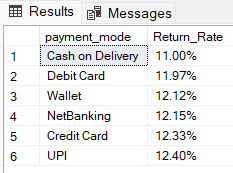 Results Messages
payment_mode Return_Rate
1 Cash on Delivery 11.00%
2 Debit Card 11.97%
3 Wallet 12.12%
4 NetBanking 12.15%
5 Credit Card 12.33%
6 UPI 12.40%